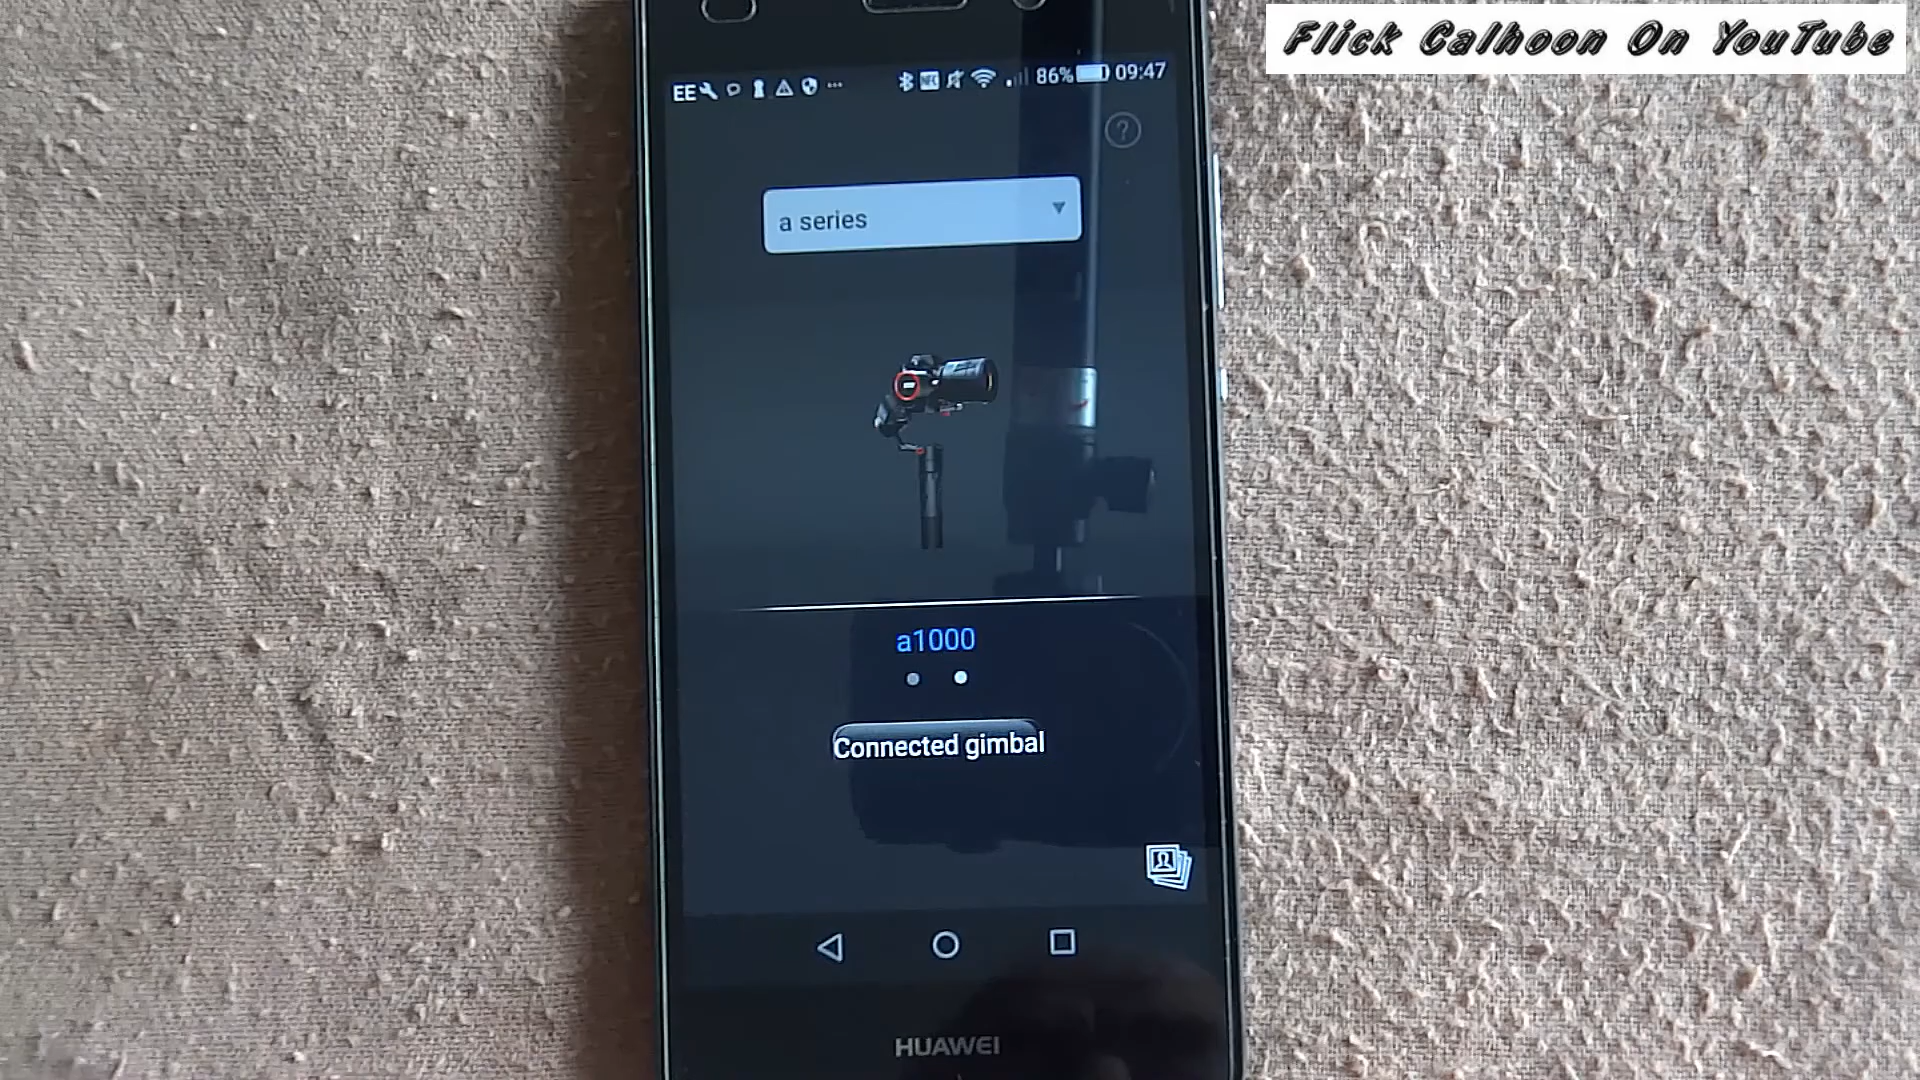 Flick Calhoon On YouTube
EE
86%
09:47
?
a series
a1000
Connected gimbal
HUAWEI